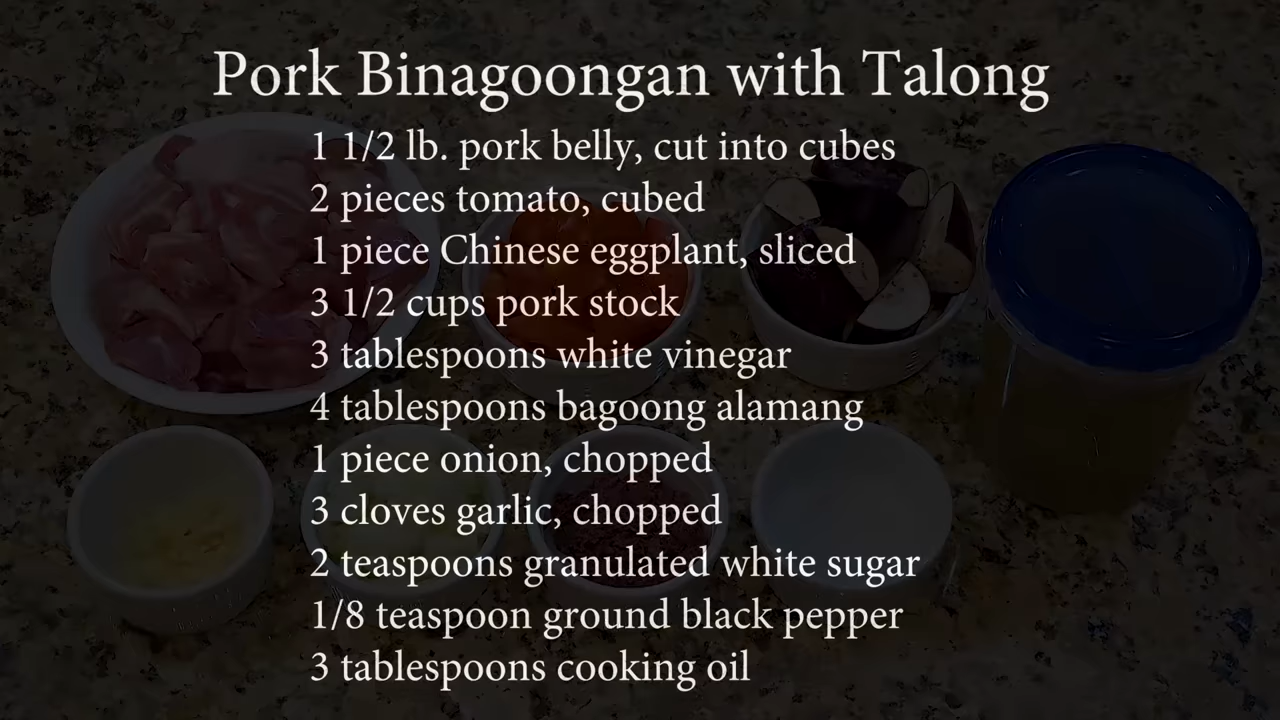 Pork Binagoongan with Talong
1 1/2 lb. pork belly, cut into cubes
2 pieces tomato, cubed
1 piece Chinese eggplant, sliced
3 1/2 cups pork stock
3 tablespoons white vinegar
4 tablespoons bagoong alamang
1 piece onion, chopped
3 cloves garlic, chopped
2 teaspoons granulated white sugar
1/8 teaspoon ground black pepper
3 tablespoons cooking oil